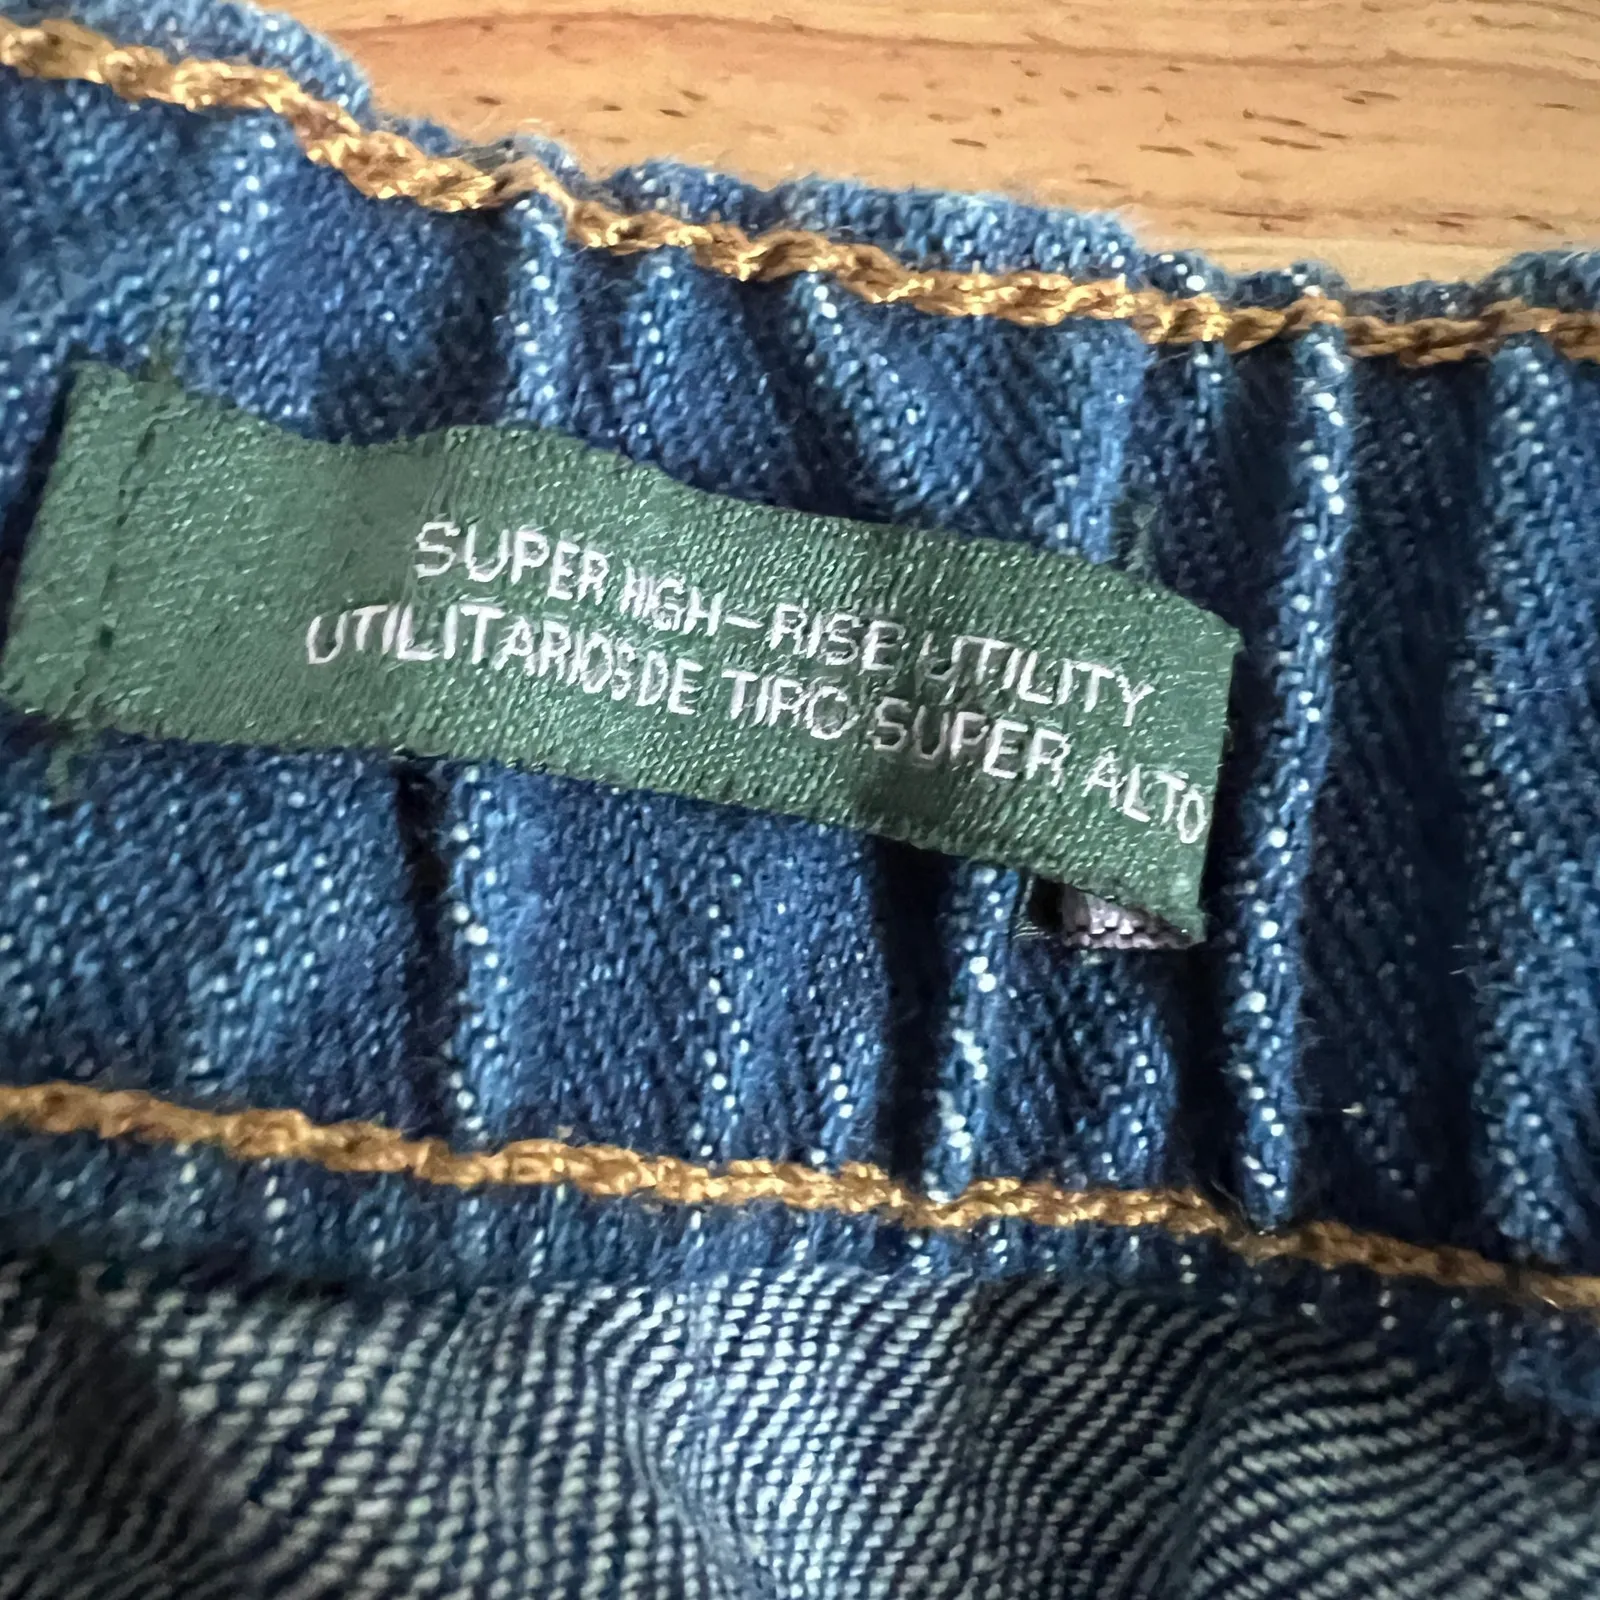 SUPER HIGH-RISE UTILITY
UTILITARIOS DE TIRO SUPER ALTO